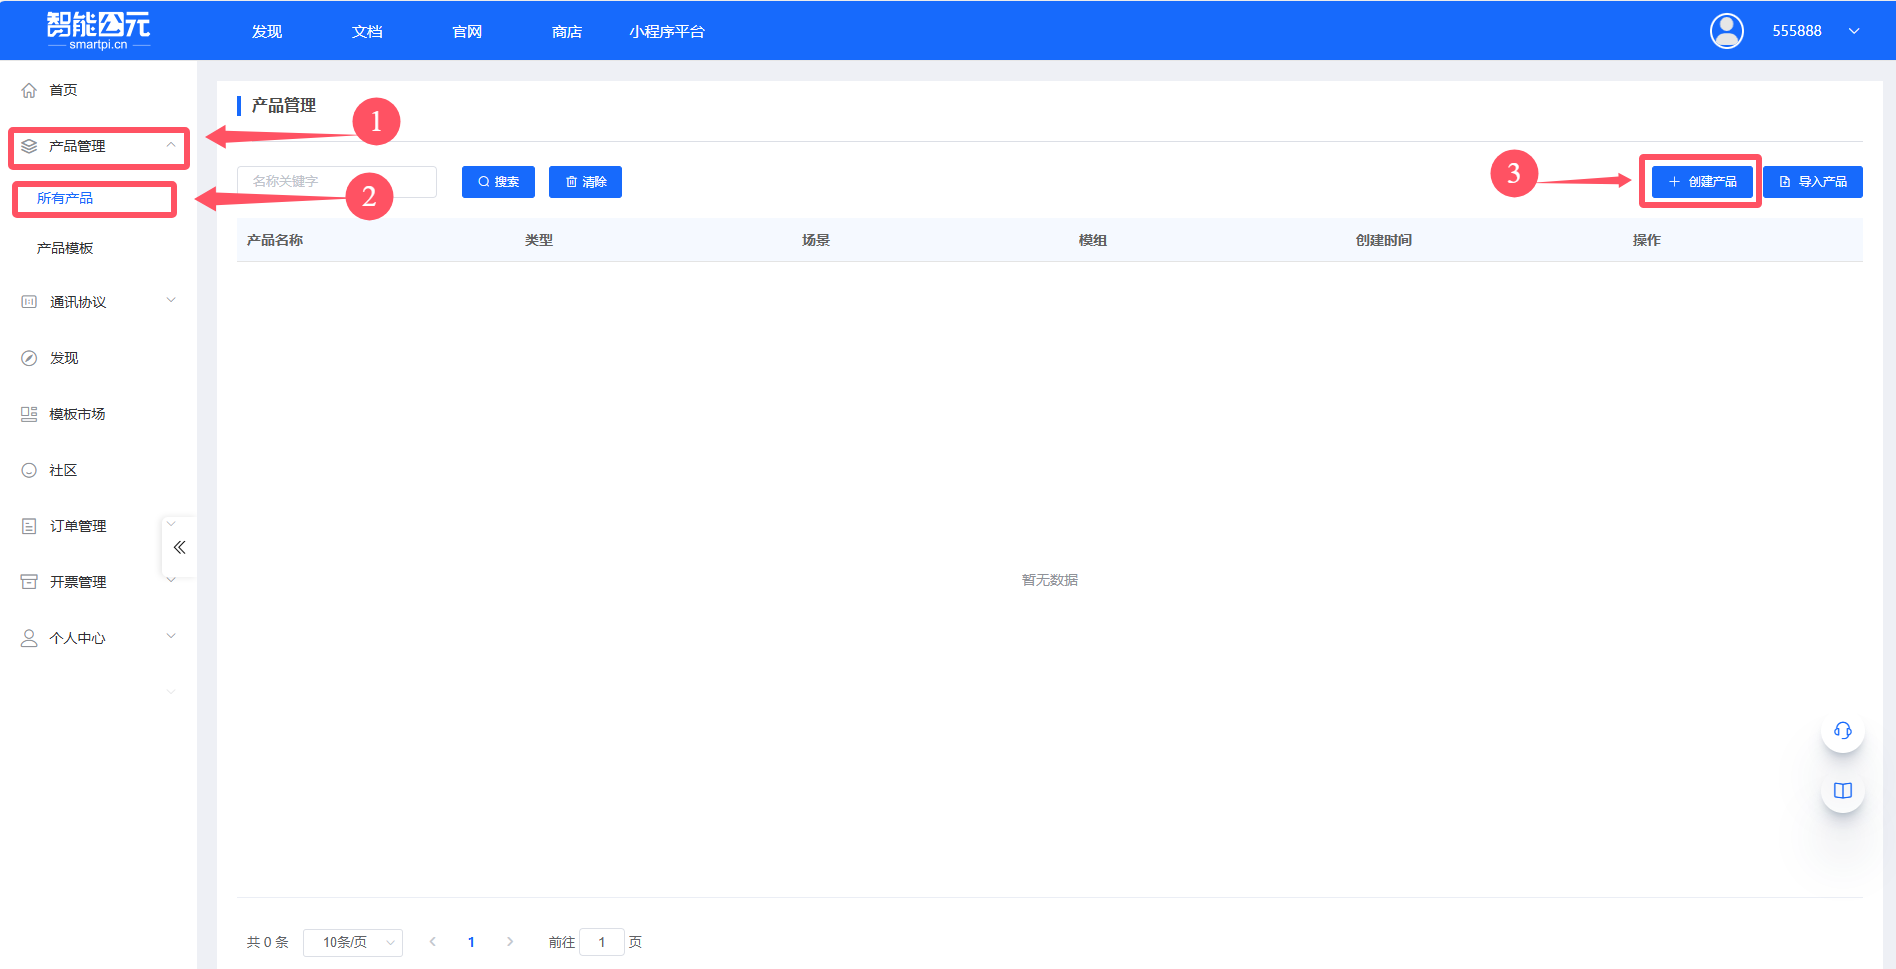 智能公元
smartpi.cn
发现 文档 官网 商店 小程序平台
555888
首页
产品管理
所有产品
产品模板
通讯协议
发现
模板市场
社区
订单管理
开票管理
个人中心
产品管理
1
2
3
名称关键字 搜索 清除 创建产品 导入产品
产品名称 类型 场景 模组 创建时间 操作
暂无数据
共 0 条 10条/页 1 前往 1 页